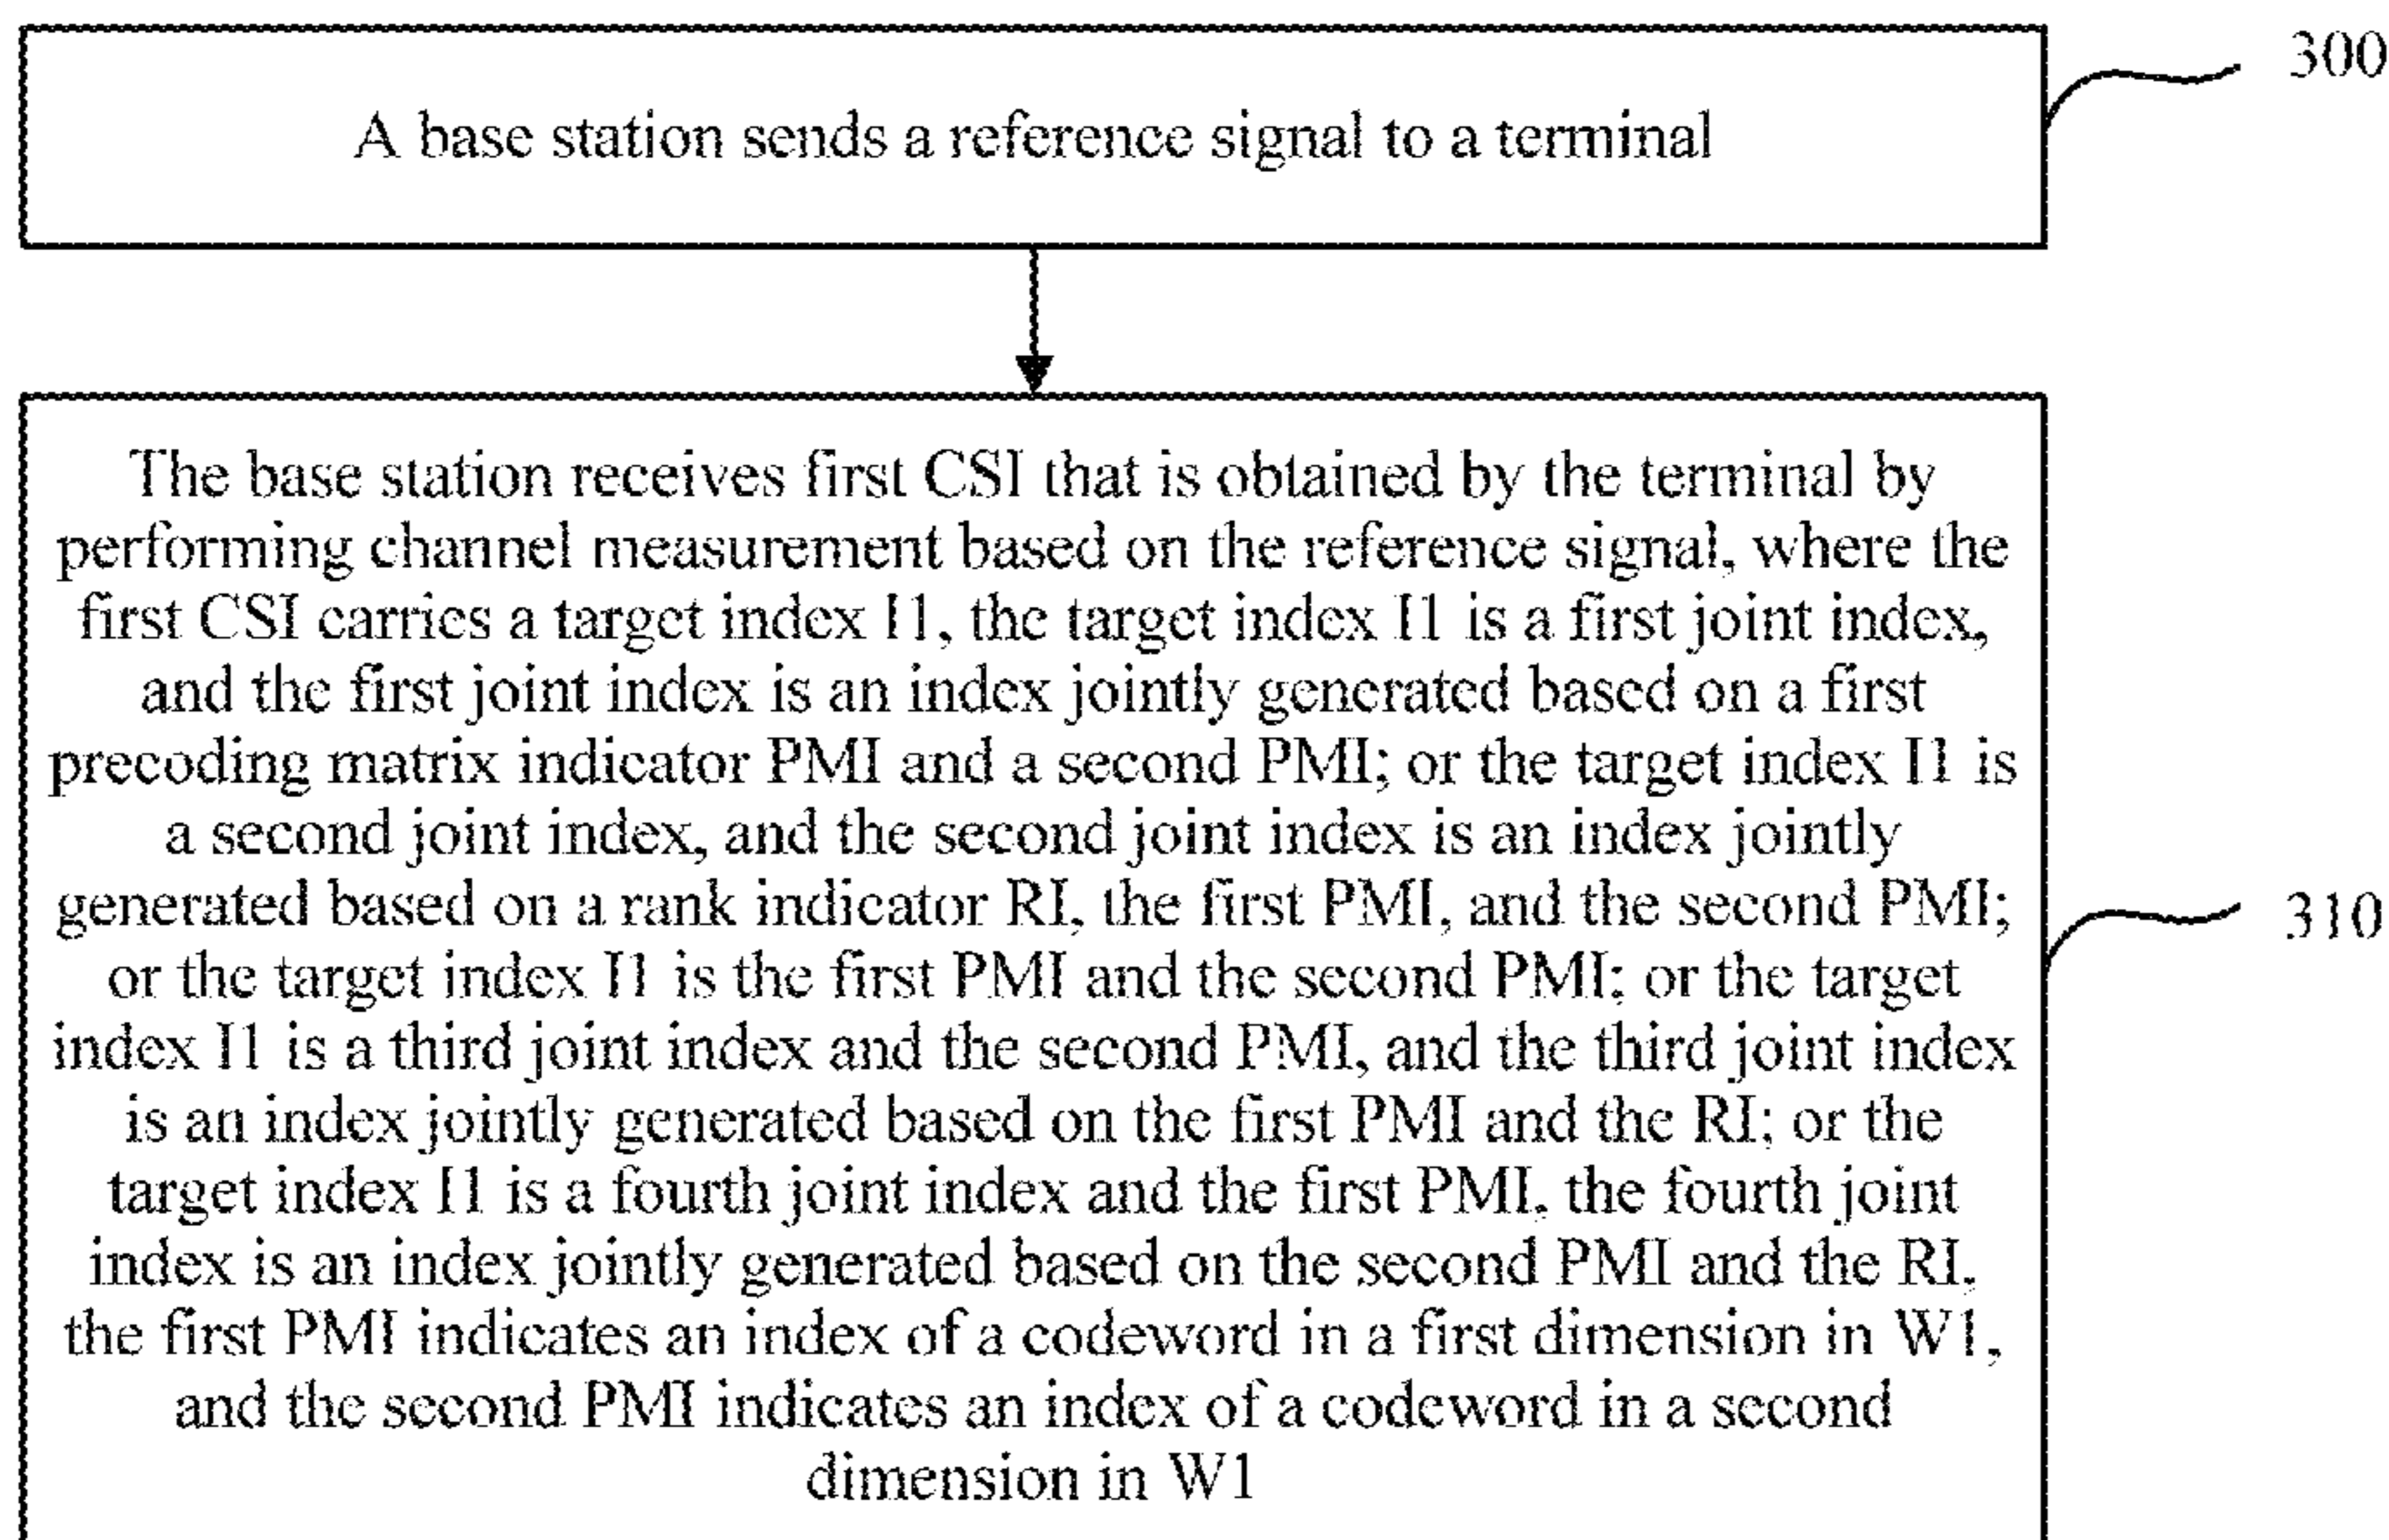 300
A base station sends a reference signal to a terminal
The base station receives first CSI that is obtained by the terminal by
performing channel measurement based on the reference signal, where the
first CSI carries a target index I1, the target index I1 is a first joint index,
and the first joint index is an index jointly generated based on a first
precoding matrix indicator PMI and a second PMI; or the target index I1 is
a second joint index, and the second joint index is an index jointly
generated based on a rank indicator RI, the first PMI, and the second PMI;
310
or the target index I1 is the first PMI and the second PMI; or the target
index I1 is a third joint index and the second PMI, and the third joint index
is an index jointly generated based on the first PMI and the RI; or the
target index I1 is a fourth joint index and the first PMI, the fourth joint
index is an index jointly generated based on the second PMI and the RI,
the first PMI indicates an index of a codeword in a first dimension in W1,
and the second PMI indicates an index of a codeword in a second
dimension in W1